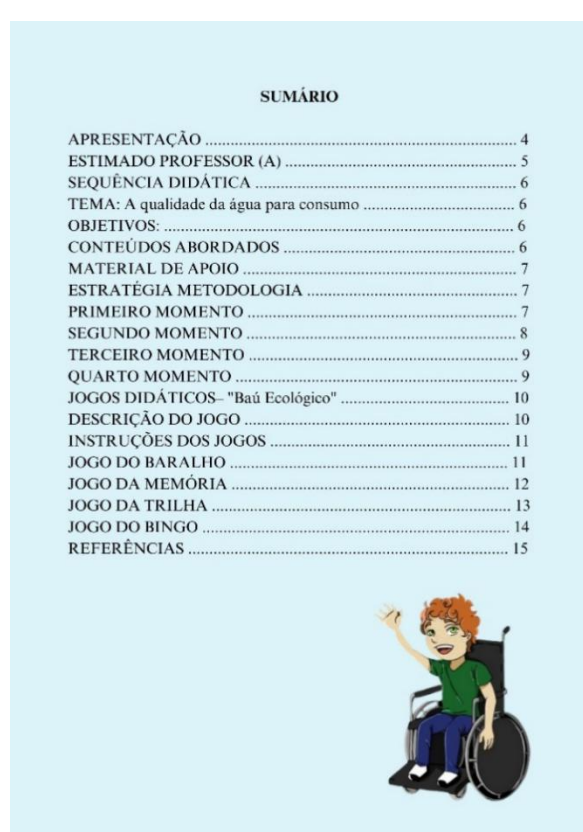 SUMÁRIO
APRESENTAÇÃO ........................................................................ 4
ESTIMADO PROFESSOR (A) ..................................................... 5
SEQUÊNCIA DIDÁTICA ............................................................ 6
TEMA: A qualidade da água para consumo ................................... 6
OBJETIVOS: ................................................................................ 6
CONTEÚDOS ABORDADOS ...................................................... 6
MATERIAL DE APOIO ............................................................... 7
ESTRATÉGIA METODOLOGIA ................................................ 7
PRIMEIRO MOMENTO .............................................................. 7
SEGUNDO MOMENTO ............................................................... 8
TERCEIRO MOMENTO .............................................................. 9
QUARTO MOMENTO ................................................................. 9
JOGOS DIDÁTICOS– "Baú Ecológico" ....................................... 10
DESCRIÇÃO DO JOGO ............................................................... 10
INSTRUÇÕES DOS JOGOS ......................................................... 11
JOGO DO BARALHO .................................................................. 11
JOGO DA MEMÓRIA .................................................................. 12
JOGO DA TRILHA ....................................................................... 13
JOGO DO BINGO ......................................................................... 14
REFERÊNCIAS ............................................................................ 15